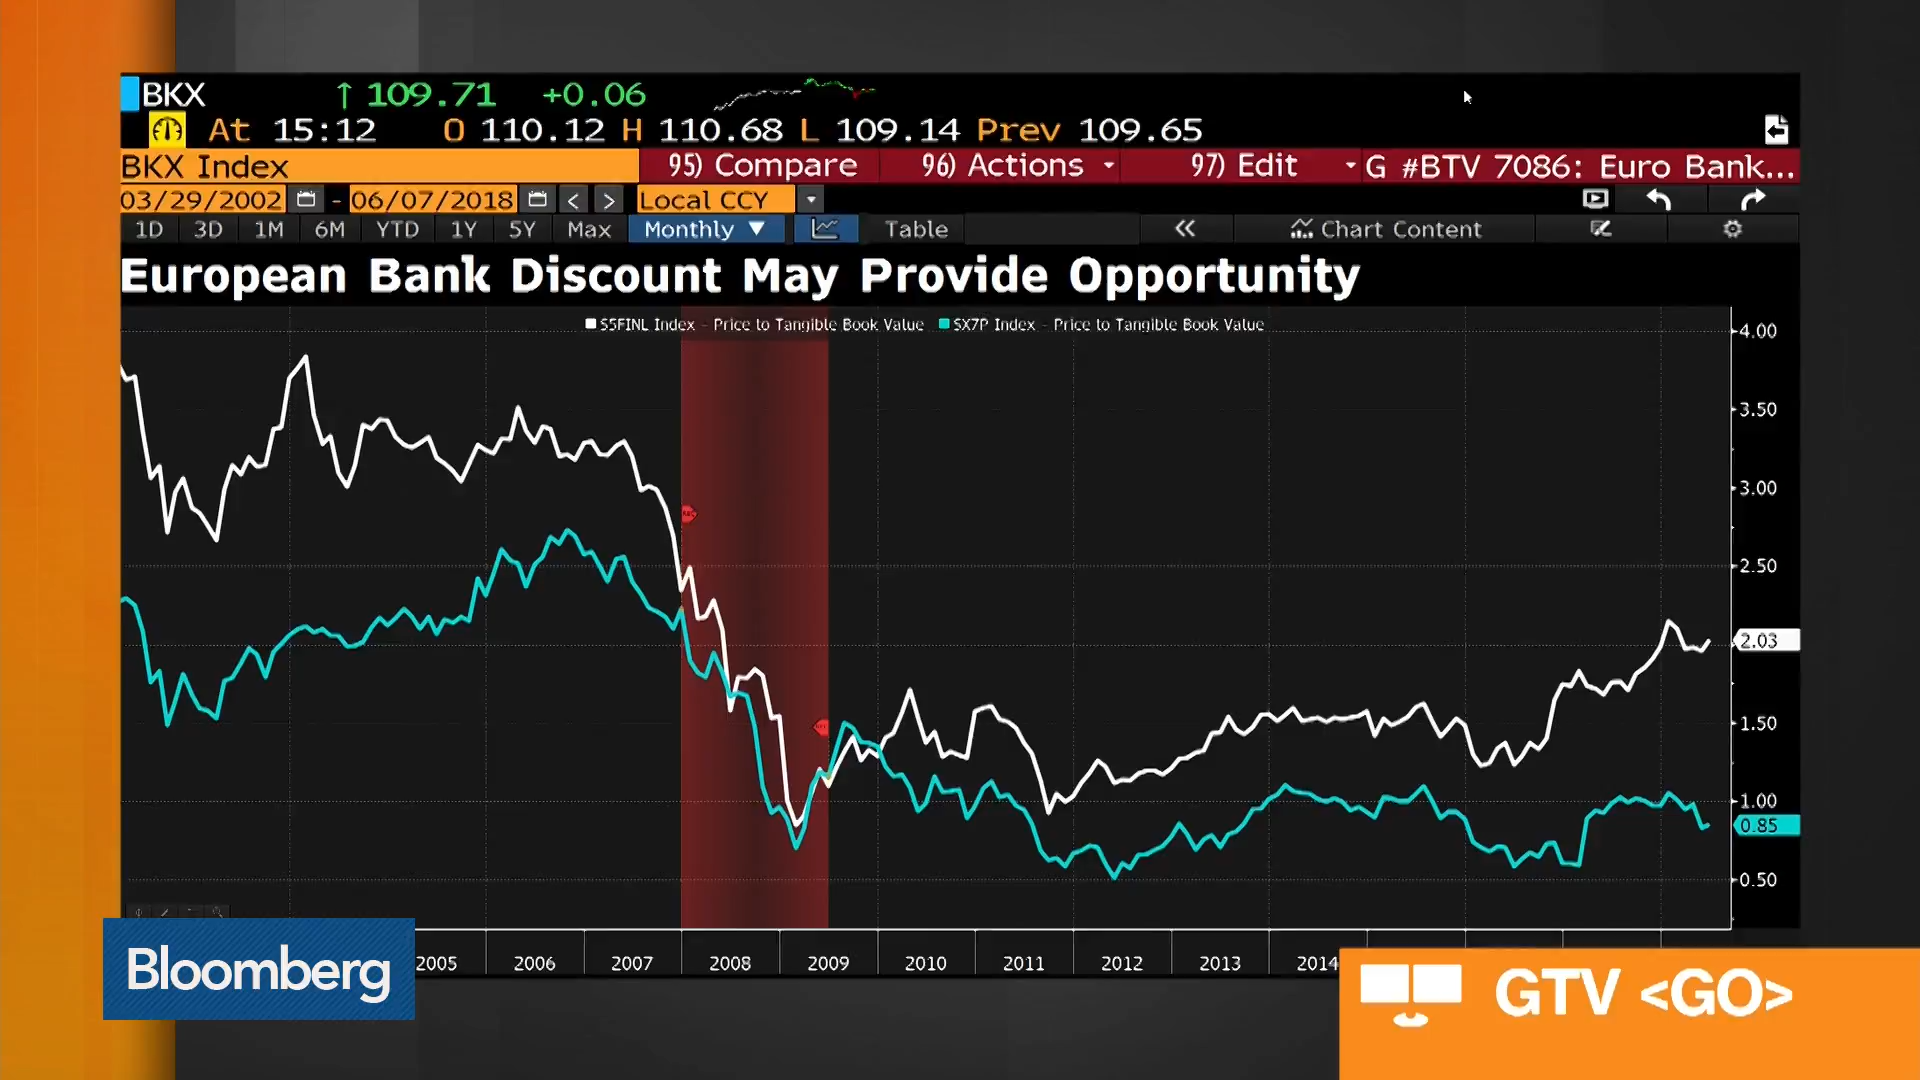 BKX ↑ 109.71 +0.06
At 15:12 O 110.12 H 110.68 L 109.14 Prev 109.65
BKX Index 95) Compare 96) Actions 97) Edit G #BTV 7086: Euro Bank...
03/29/2002 - 06/07/2018 < > Local CCY
1D 3D 1M 6M YTD 1Y 5Y Max Monthly ▼ Table « Chart Content
European Bank Discount May Provide Opportunity
S5FINL Index - Price to Tangible Book Value SX7P Index - Price to Tangible Book Value
4.00
3.50
3.00
2.50
2.03
1.50
1.00
0.85
0.50
2005 2006 2007 2008 2009 2010 2011 2012 2013 2014
Bloomberg
GTV <GO>